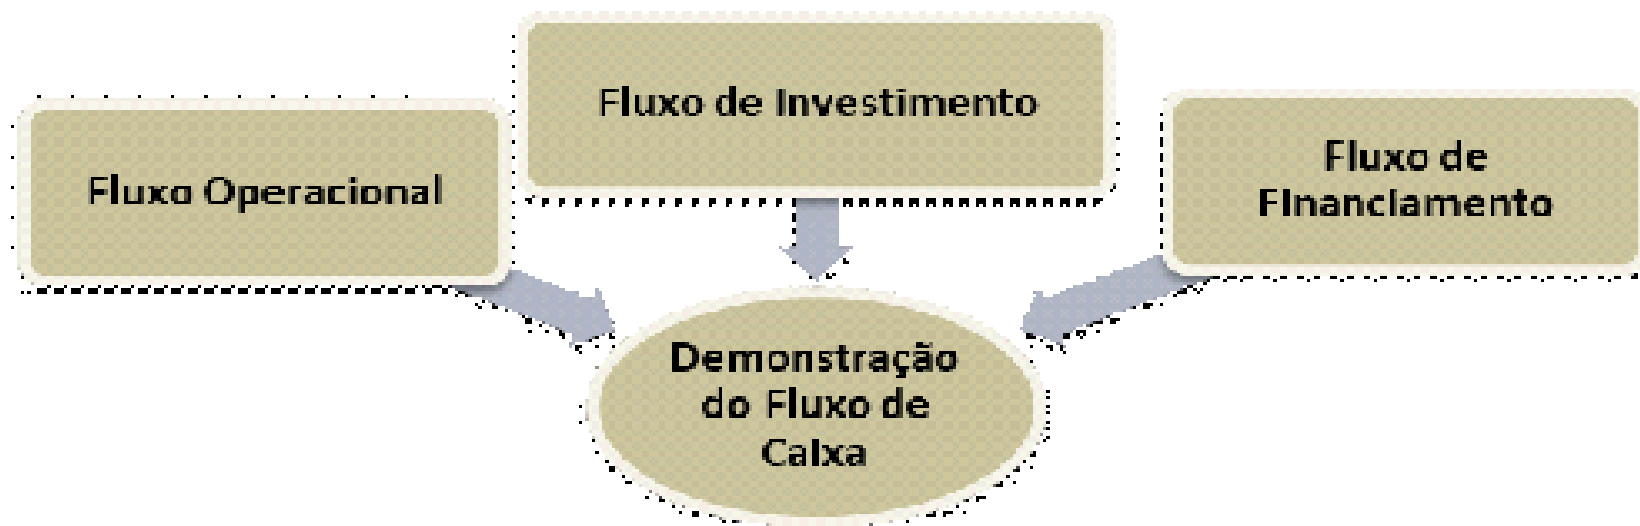 Fluxo de Investimento
Fluxo Operacional
Fluxo de
Financiamento
Demonstração
do Fluxo de
Caixa